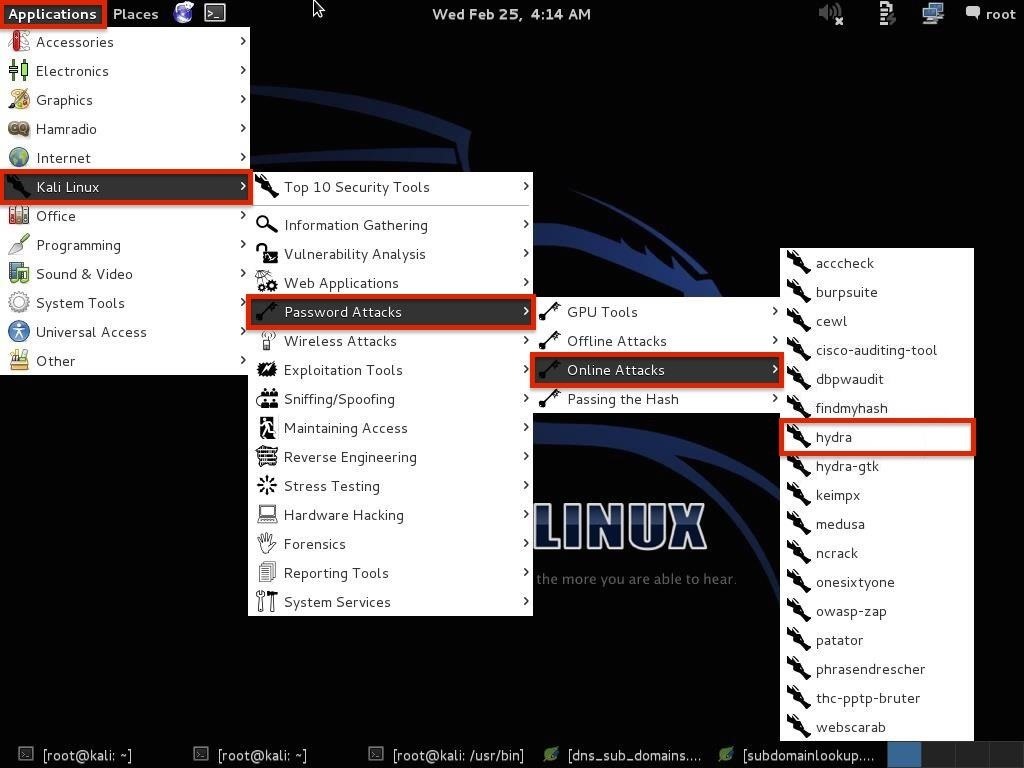 Applications Places Wed Feb 25, 4:14 AM root
Accessories
Electronics
Graphics
Hamradio
Internet
Kali Linux
Office
Programming
Sound & Video
System Tools
Universal Access
Other
Top 10 Security Tools
Information Gathering
Vulnerability Analysis
Web Applications
Password Attacks
Wireless Attacks
Exploitation Tools
Sniffing/Spoofing
Maintaining Access
Reverse Engineering
Stress Testing
Hardware Hacking
Forensics
Reporting Tools
System Services
GPU Tools
Offline Attacks
Online Attacks
Passing the Hash
acccheck
burpsuite
cewl
cisco-auditing-tool
dbpwaudit
findmyhash
hydra
hydra-gtk
keimpx
medusa
ncrack
onesixtyone
owasp-zap
patator
phrasendrescher
thc-pptp-bruter
webscarab
LINUX
the more you are able to hear.
[root@kali: ~] [root@kali: ~] [root@kali: /usr/bin] [dns_sub_domains.... [subdomainlookup....